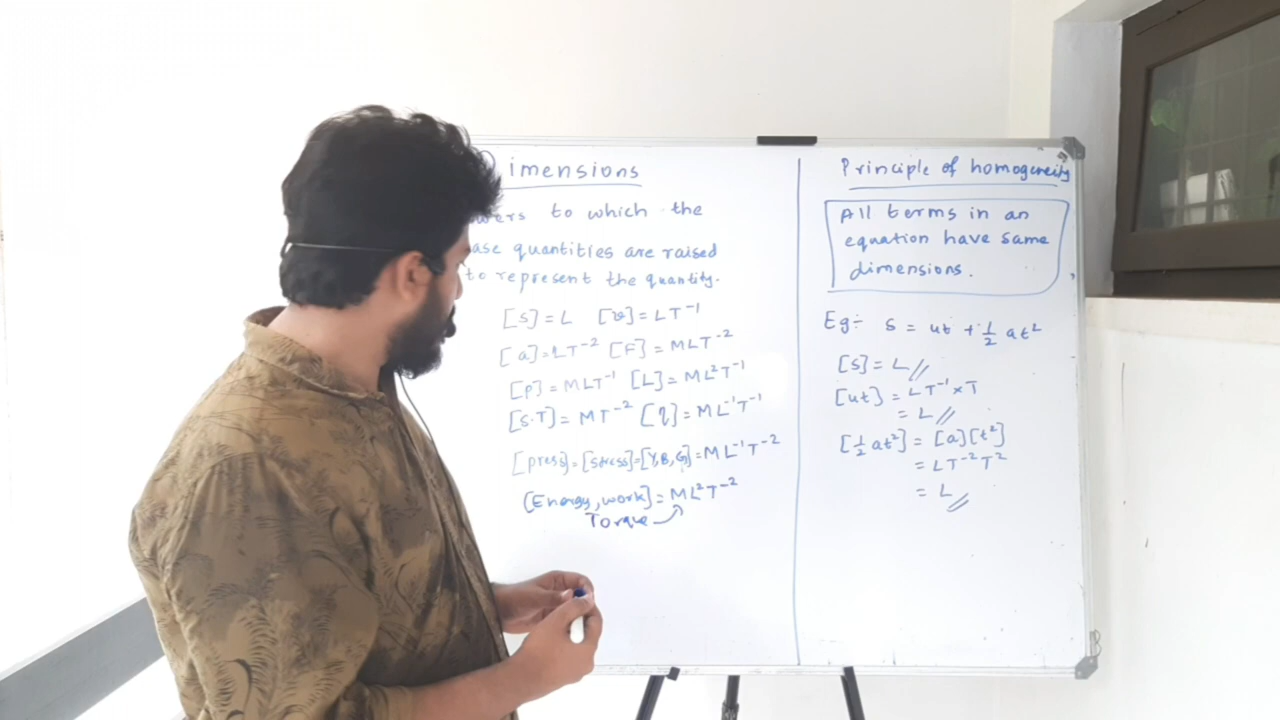 imensions
wers to which the
ase quantities are raised
to represent the quantity.
[s] = L [v] = LT⁻¹
[a] = LT⁻² [F] = MLT⁻²
[p] = MLT⁻¹ [L] = ML²T⁻¹
[S.T] = MT⁻² [η] = ML⁻¹T⁻¹
[press] = [stress] = [Y,B,G] = ML⁻¹T⁻²
[Energy, work] = ML²T⁻²
Torque
Principle of homogeneity
All terms in an
equation have same
dimensions.
Eg:- s = ut + ½ at²
[s] = L
[ut] = LT⁻¹ × T
= L
[½ at²] = [a][t²]
= LT⁻²T²
= L